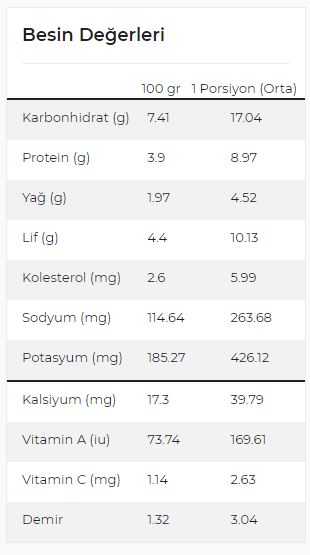 Besin Değerleri
100 gr 1 Porsiyon (Orta)
Karbonhidrat (g) 7.41 17.04
Protein (g) 3.9 8.97
Yağ (g) 1.97 4.52
Lif (g) 4.4 10.13
Kolesterol (mg) 2.6 5.99
Sodyum (mg) 114.64 263.68
Potasyum (mg) 185.27 426.12
Kalsiyum (mg) 17.3 39.79
Vitamin A (iu) 73.74 169.61
Vitamin C (mg) 1.14 2.63
Demir 1.32 3.04